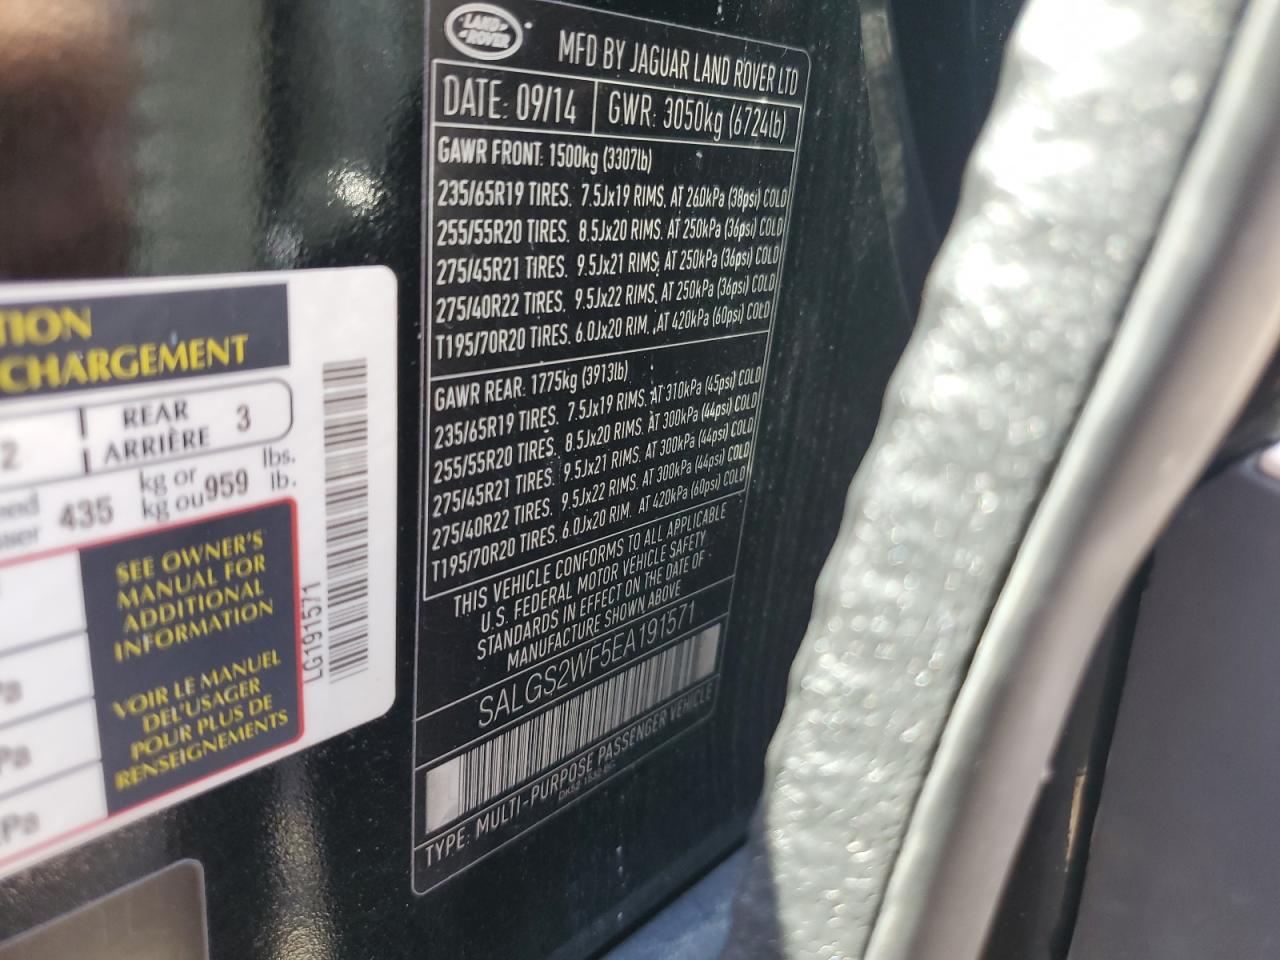 LAND
ROVER
MFD BY JAGUAR LAND ROVER LTD
DATE: 09/14
GWR: 3050kg (6724lb)
GAWR FRONT: 1500kg (3307lb)
235/65R19 TIRES. 7.5Jx19 RIMS, AT 260kPa (38psi) COLD
255/55R20 TIRES. 8.5Jx20 RIMS, AT 250kPa (36psi) COLD
275/45R21 TIRES. 9.5Jx21 RIMS, AT 250kPa (36psi) COLD
275/40R22 TIRES. 9.5Jx22 RIMS, AT 250kPa (36psi) COLD
T195/70R20 TIRES. 6.0Jx20 RIM. ,AT 420kPa (60psi) COLD
GAWR REAR: 1775kg (3913lb)
235/65R19 TIRES. 7.5Jx19 RIMS, AT 310kPa (45psi) COLD
255/55R20 TIRES. 8.5Jx20 RIMS, AT 300kPa (44psi) COLD
275/45R21 TIRES. 9.5Jx21 RIMS, AT 300kPa (44psi) COLD
275/40R22 TIRES. 9.5Jx22 RIMS, AT 300kPa (44psi) COLD
T195/70R20 TIRES. 6.0Jx20 RIM. AT 420kPa (60psi) COLD
THIS VEHICLE CONFORMS TO ALL APPLICABLE
U.S. FEDERAL MOTOR VEHICLE SAFETY
STANDARDS IN EFFECT ON THE DATE OF
MANUFACTURE SHOWN ABOVE
SALGS2WF5EA191571
TYPE: MULTI-PURPOSE PASSENGER VEHICLE
TION
CHARGEMENT
2
REAR
ARRIÈRE 3
435 kg or
kg ou 959 lbs.
lb.
SEE OWNER'S
MANUAL FOR
ADDITIONAL
INFORMATION
VOIR LE MANUEL
DEL'USAGER
POUR PLUS DE
RENSEIGNEMENTS
LG191571
Pa
Pa
Pa